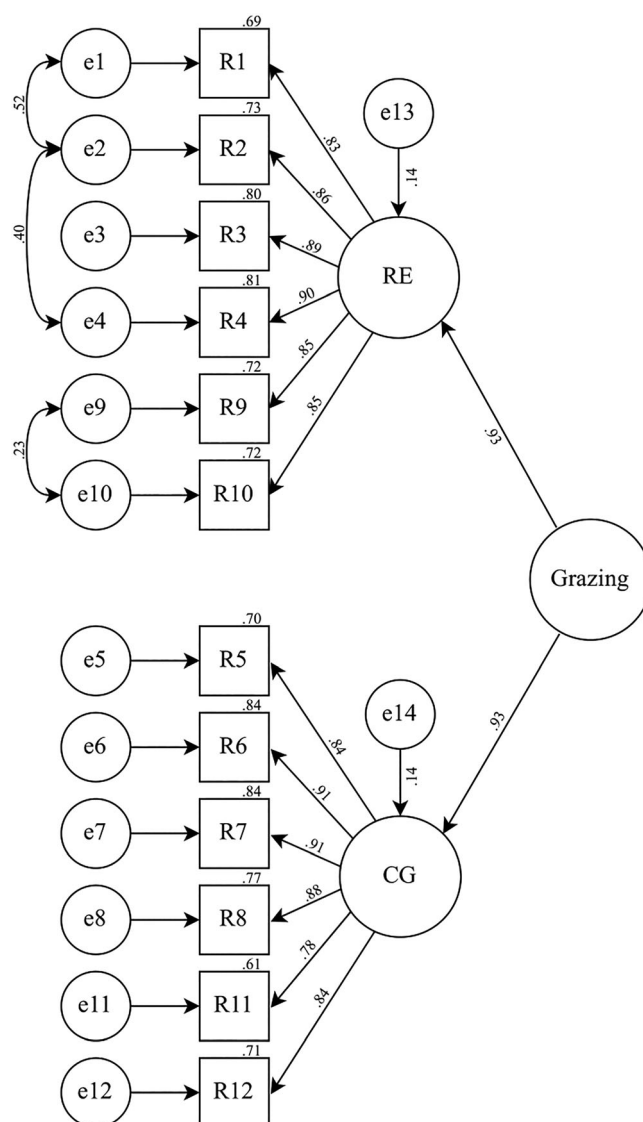 .69
e1
R1
.52
.83
e13
.73
e2
R2
.86
.14
.80
e3
R3
.89
RE
.40
.81
e4
R4
.90
.72
.85
e9
R9
.85
.93
.23
.72
e10
R10
Grazing
.70
e5
R5
.84
e14
.93
.84
e6
R6
.91
.14
.84
e7
R7
.91
CG
.77
e8
R8
.88
.61
.78
e11
R11
.84
.71
e12
R12